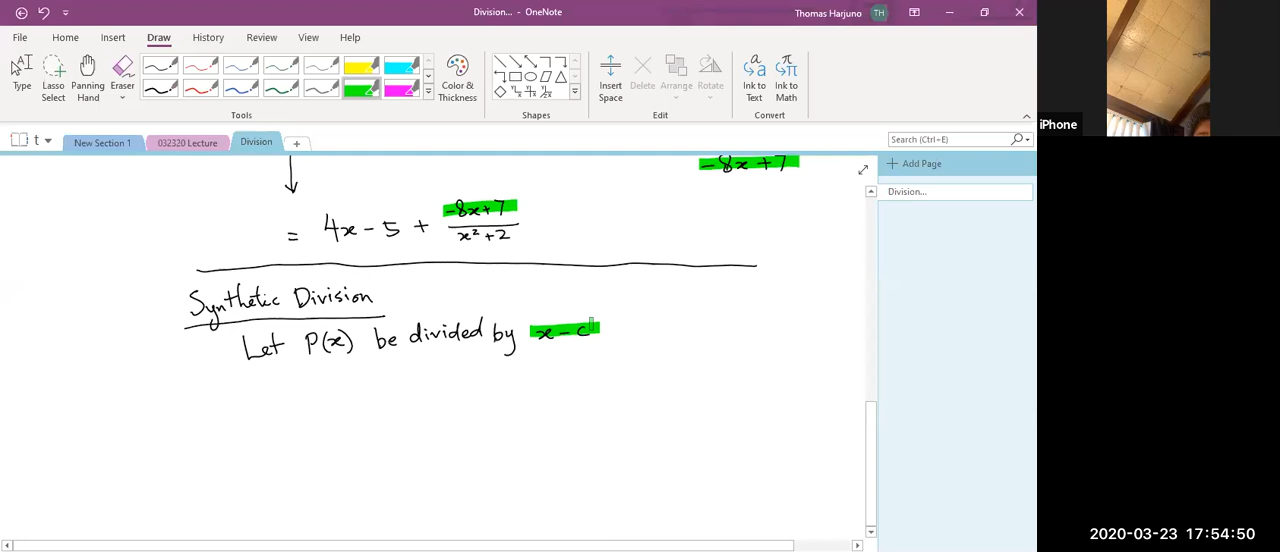 Division... - OneNote
Thomas Harjuno TH
File Home Insert Draw History Review View Help
Type
Lasso Select
Panning Hand
Eraser
Color & Thickness
Insert Space
Delete
Arrange
Rotate
Ink to Text
Ink to Math
Tools
Shapes
Edit
Convert
t
New Section 1
032320 Lecture
Division
+
Search (Ctrl+E)
+ Add Page
Division...
iPhone
-8x+7
= 4x-5 + -8x+7
x²+2
Synthetic Division
Let P(x) be divided by x-c
2020-03-23 17:54:50